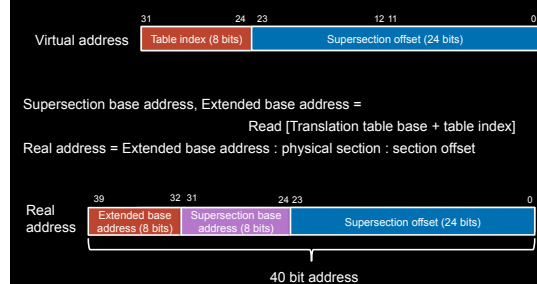 31 24 23 12 11 0
Virtual address Table index (8 bits) Supersection offset (24 bits)
Supersection base address, Extended base address =
Read [Translation table base + table index]
Real address = Extended base address : physical section : section offset
39 32 31 24 23 0
Real address
Extended base address (8 bits)
Supersection base address (8 bits)
Supersection offset (24 bits)
40 bit address